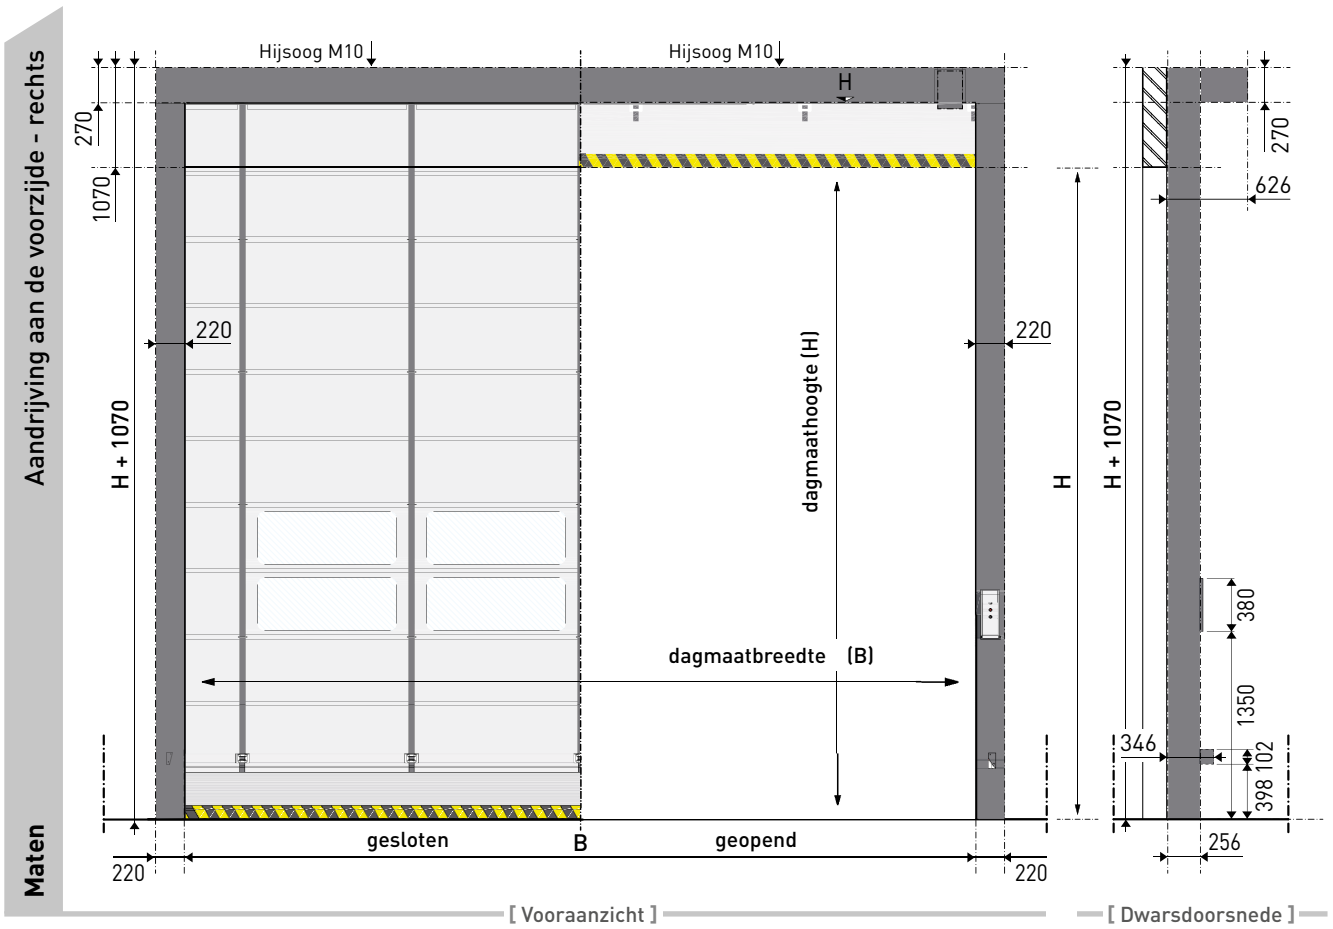 Aandrijving aan de voorzijde - rechts
Maten
Hijsoog M10
Hijsoog M10
H
270
1070
H + 1070
220
220
dagmaathoogte (H)
dagmaatbreedte (B)
gesloten
B
geopend
220
220
[ Vooraanzicht ]
H
H + 1070
270
626
380
1350
346
102
398
256
[ Dwarsdoorsnede ]